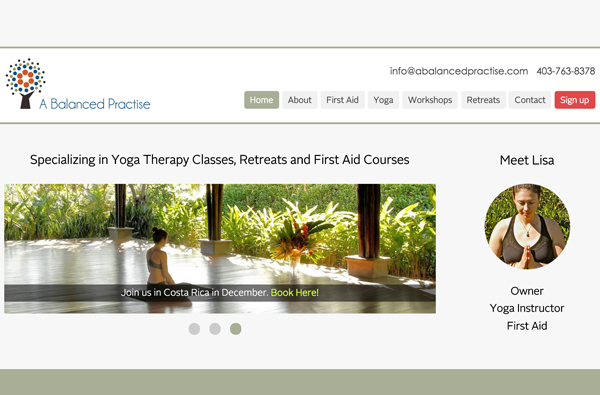 info@abalancedpractise.com 403-763-8378
A Balanced Practise
Home About First Aid Yoga Workshops Retreats Contact Sign up
Specializing in Yoga Therapy Classes, Retreats and First Aid Courses
Meet Lisa
Join us in Costa Rica in December. Book Here!
Owner
Yoga Instructor
First Aid